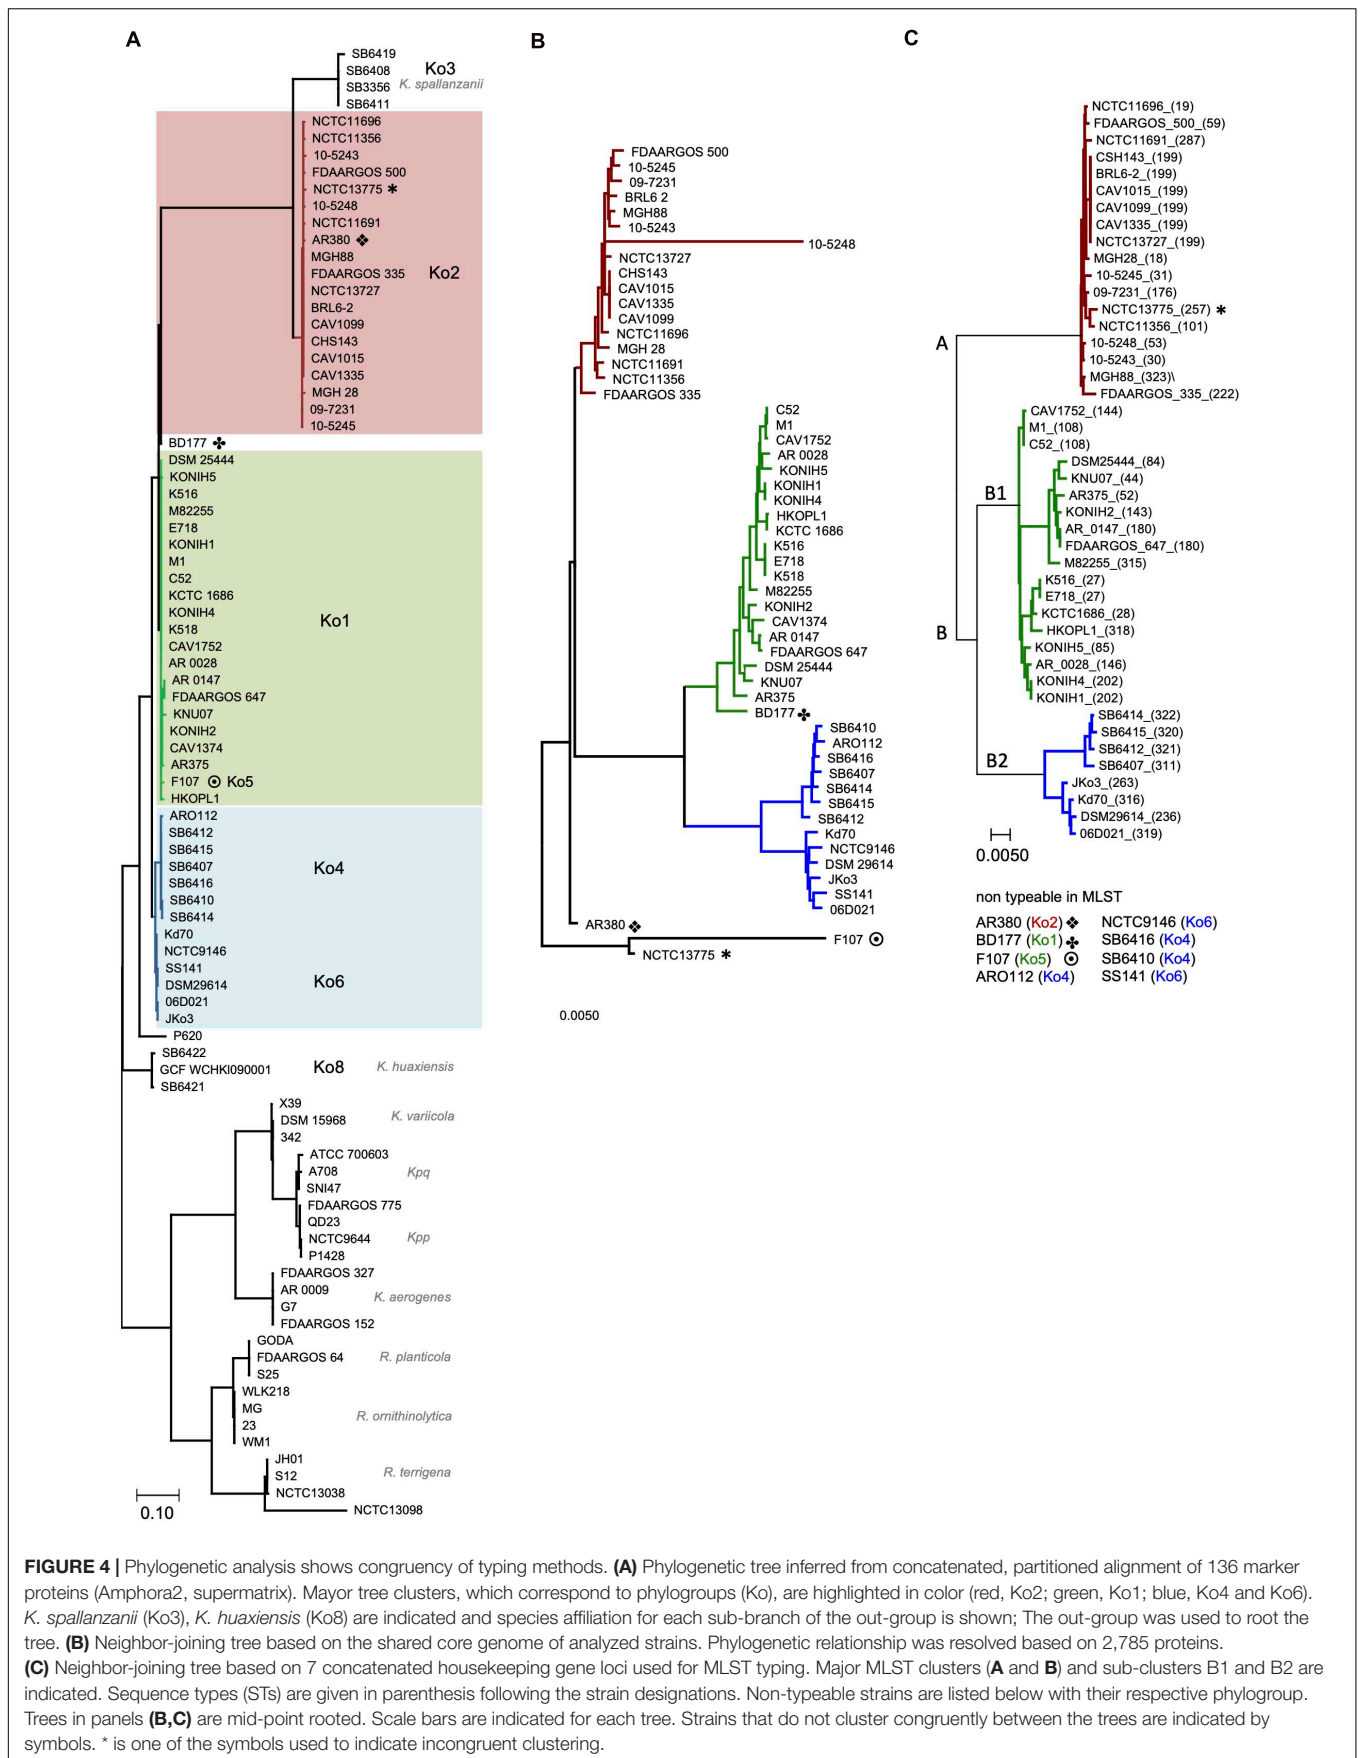 A
SB6419
SB6408
Ko3
SB3356
K. spallanzanii
SB6411
NCTC11696
NCTC11356
10-5243
FDAARGOS 500
NCTC13775 *
10-5248
NCTC11691
AR380 ❖
MGH88
FDAARGOS 335
Ko2
NCTC13727
BRL6-2
CAV1099
CHS143
CAV1015
CAV1335
MGH 28
09-7231
10-5245
BD177 ✤
DSM 25444
KONIH5
K516
M82255
E718
KONIH1
M1
C52
KCTC 1686
KONIH4
Ko1
K518
CAV1752
AR 0028
AR 0147
FDAARGOS 647
KNU07
KONIH2
CAV1374
AR375
F107 ⊙ Ko5
HKOPL1
ARO112
SB6412
SB6415
SB6407
Ko4
SB6416
SB6410
SB6414
Kd70
NCTC9146
SS141
DSM29614
Ko6
06D021
JKo3
P620
SB6422
GCF WCHKI090001
Ko8
K. huaxiensis
SB6421
X39
DSM 15968
K. variicola
342
ATCC 700603
A708
Kpq
SNI47
FDAARGOS 775
QD23
NCTC9644
Kpp
P1428
FDAARGOS 327
AR 0009
K. aerogenes
G7
FDAARGOS 152
GODA
FDAARGOS 64
R. planticola
S25
WLK218
MG
R. ornithinolytica
23
WM1
JH01
S12
R. terrigena
NCTC13038
NCTC13098
0.10
B
FDAARGOS 500
10-5245
09-7231
BRL6 2
MGH88
10-5243
10-5248
NCTC13727
CHS143
CAV1015
CAV1335
CAV1099
NCTC11696
MGH 28
NCTC11691
NCTC11356
FDAARGOS 335
C52
M1
CAV1752
AR 0028
KONIH5
KONIH1
KONIH4
HKOPL1
KCTC 1686
K516
E718
K518
M82255
KONIH2
CAV1374
AR 0147
FDAARGOS 647
DSM 25444
KNU07
AR375
BD177 ✤
SB6410
ARO112
SB6416
SB6407
SB6414
SB6415
SB6412
Kd70
NCTC9146
DSM 29614
JKo3
SS141
06D021
AR380 ❖
F107 ⊙
NCTC13775 *
0.0050
C
NCTC11696_(19)
FDAARGOS_500_(59)
NCTC11691_(287)
CSH143_(199)
BRL6-2_(199)
CAV1015_(199)
CAV1099_(199)
CAV1335_(199)
NCTC13727_(199)
MGH28_(18)
10-5245_(31)
09-7231_(176)
NCTC13775_(257) *
NCTC11356_(101)
A
10-5248_(53)
10-5243_(30)
MGH88_(323)\
FDAARGOS_335_(222)
CAV1752_(144)
M1_(108)
C52_(108)
DSM25444_(84)
KNU07_(44)
B1
AR375_(52)
KONIH2_(143)
AR_0147_(180)
FDAARGOS_647_(180)
M82255_(315)
K516_(27)
E718_(27)
KCTC1686_(28)
B
HKOPL1_(318)
KONIH5_(85)
AR_0028_(146)
KONIH4_(202)
KONIH1_(202)
SB6414_(322)
SB6415_(320)
SB6412_(321)
B2
SB6407_(311)
JKo3_(263)
Kd70_(316)
DSM29614_(236)
06D021_(319)
0.0050
non typeable in MLST
AR380 (Ko2) ❖ NCTC9146 (Ko6)
BD177 (Ko1) ✤ SB6416 (Ko4)
F107 (Ko5) ⊙ SB6410 (Ko4)
ARO112 (Ko4) SS141 (Ko6)
FIGURE 4 | Phylogenetic analysis shows congruency of typing methods. (A) Phylogenetic tree inferred from concatenated, partitioned alignment of 136 marker
proteins (Amphora2, supermatrix). Mayor tree clusters, which correspond to phylogroups (Ko), are highlighted in color (red, Ko2; green, Ko1; blue, Ko4 and Ko6).
K. spallanzanii (Ko3), K. huaxiensis (Ko8) are indicated and species affiliation for each sub-branch of the out-group is shown; The out-group was used to root the
tree. (B) Neighbor-joining tree based on the shared core genome of analyzed strains. Phylogenetic relationship was resolved based on 2,785 proteins.
(C) Neighbor-joining tree based on 7 concatenated housekeeping gene loci used for MLST typing. Major MLST clusters (A and B) and sub-clusters B1 and B2 are
indicated. Sequence types (STs) are given in parenthesis following the strain designations. Non-typeable strains are listed below with their respective phylogroup.
Trees in panels (B,C) are mid-point rooted. Scale bars are indicated for each tree. Strains that do not cluster congruently between the trees are indicated by
symbols. * is one of the symbols used to indicate incongruent clustering.